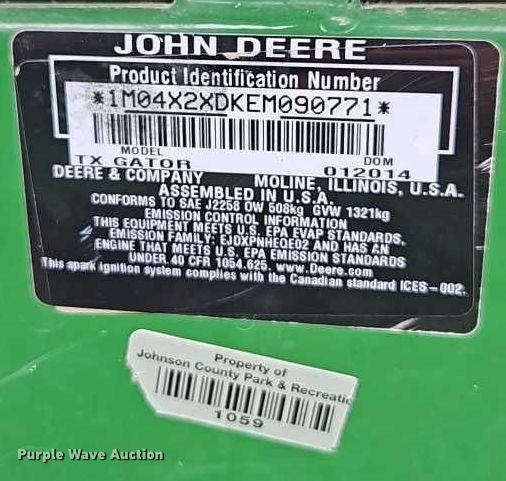 JOHN DEERE
Product Identification Number
*1M04X2XDKEM090771*
MODEL DOM
TX GATOR 012014
DEERE & COMPANY MOLINE, ILLINOIS, U.S.A.
ASSEMBLED IN U.S.A.
CONFORMS TO SAE J2258 OW 508kg GVW 1321kg
EMISSION CONTROL INFORMATION
THIS EQUIPMENT MEETS U.S. EPA EVAP STANDARDS.
EMISSION FAMILY: EJDXPNHEQE02 AND HAS AN
ENGINE THAT MEETS U.S. EPA EMISSION STANDARDS
UNDER 40 CFR 1054.625. www.Deere.com.
This spark ignition system complies with the Canadian standard ICES-002.
Property of
Johnson County Park & Recreatio
1059
Purple Wave Auction